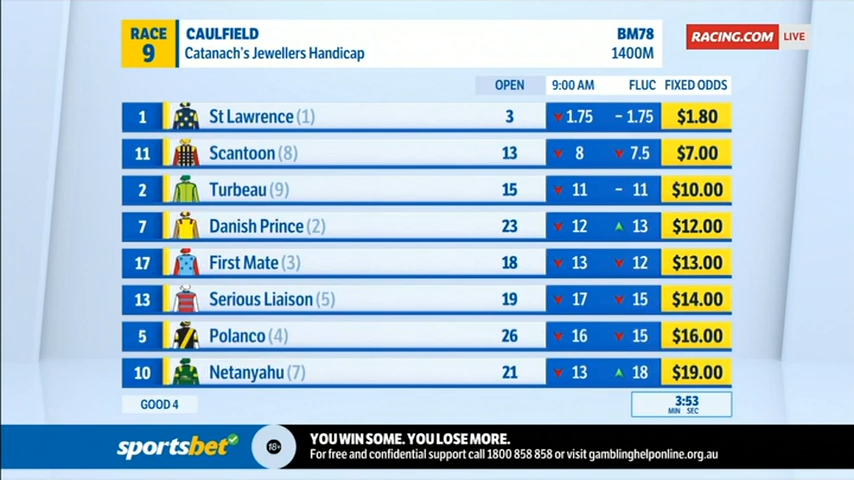 RACE 9
CAULFIELD BM78
Catanach's Jewellers Handicap 1400M
RACING.COM LIVE
OPEN 9:00 AM FLUC FIXED ODDS
1 St Lawrence (1) 3 1.75 – 1.75 $1.80
11 Scantoon (8) 13 8 7.5 $7.00
2 Turbeau (9) 15 11 – 11 $10.00
7 Danish Prince (2) 23 12 13 $12.00
17 First Mate (3) 18 13 12 $13.00
13 Serious Liaison (5) 19 17 15 $14.00
5 Polanco (4) 26 16 15 $16.00
10 Netanyahu (7) 21 13 18 $19.00
GOOD 4 3:53
MIN SEC
sportsbet 18+ YOU WIN SOME. YOU LOSE MORE.
For free and confidential support call 1800 858 858 or visit gamblinghelponline.org.au